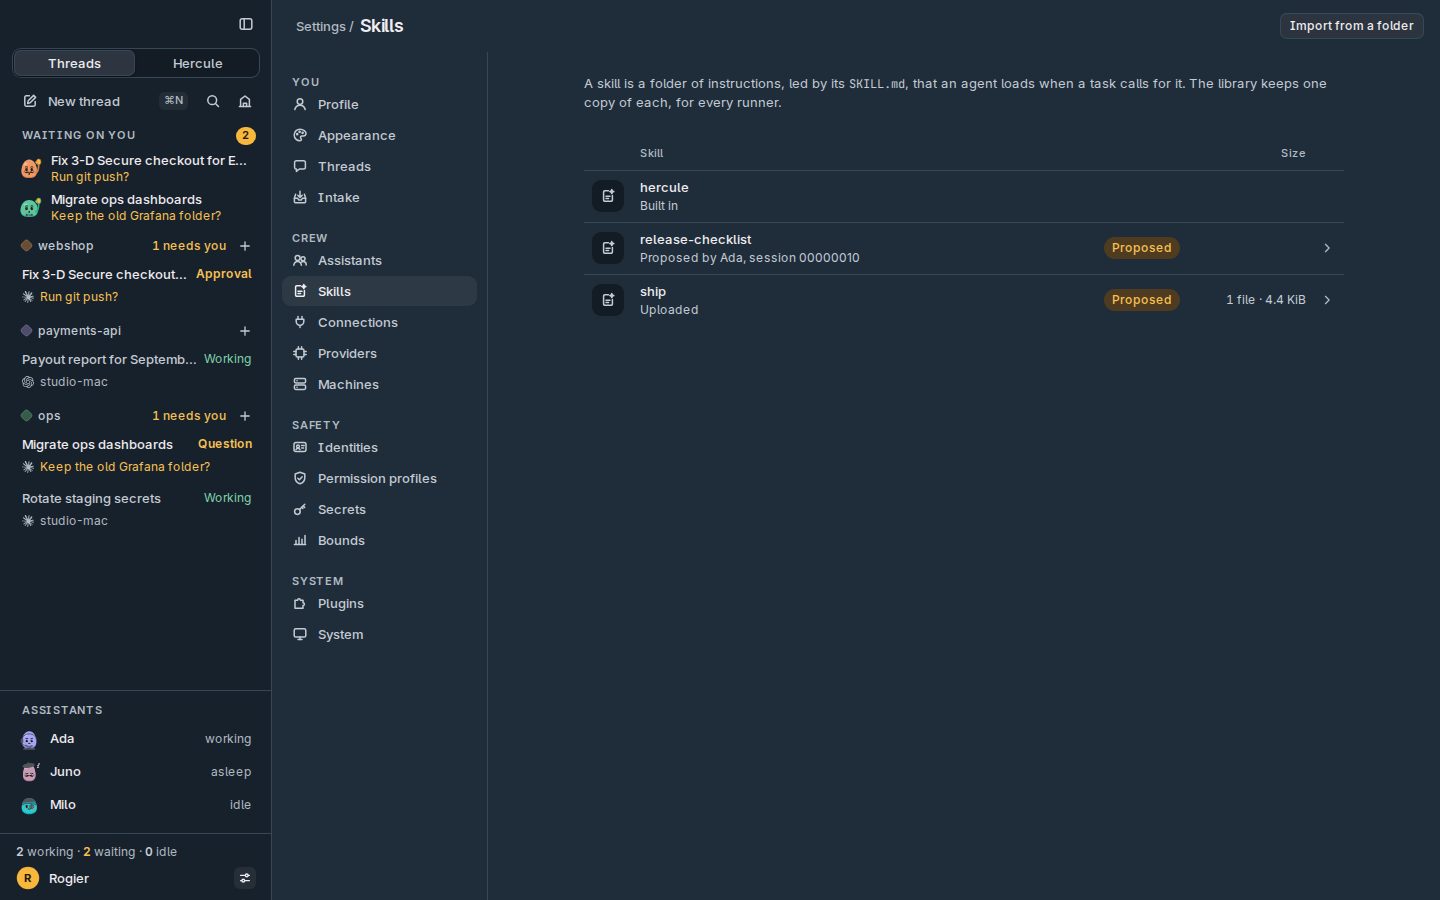 Threads
Hercule
New thread
⌘N
WAITING ON YOU
2
Fix 3-D Secure checkout for E...
Run git push?
Migrate ops dashboards
Keep the old Grafana folder?
webshop
1 needs you
Fix 3-D Secure checkout...
Approval
Run git push?
payments-api
Payout report for Septemb...
Working
studio-mac
ops
1 needs you
Migrate ops dashboards
Question
Keep the old Grafana folder?
Rotate staging secrets
Working
studio-mac
ASSISTANTS
Ada
working
Juno
asleep
Milo
idle
2 working · 2 waiting · 0 idle
R
Rogier
Settings / Skills
Import from a folder
YOU
Profile
Appearance
Threads
Intake
CREW
Assistants
Skills
Connections
Providers
Machines
SAFETY
Identities
Permission profiles
Secrets
Bounds
SYSTEM
Plugins
System
A skill is a folder of instructions, led by its SKILL.md, that an agent loads when a task calls for it. The library keeps one
copy of each, for every runner.
Skill
Size
hercule
Built in
release-checklist
Proposed by Ada, session 00000010
Proposed
ship
Uploaded
Proposed
1 file · 4.4 KiB